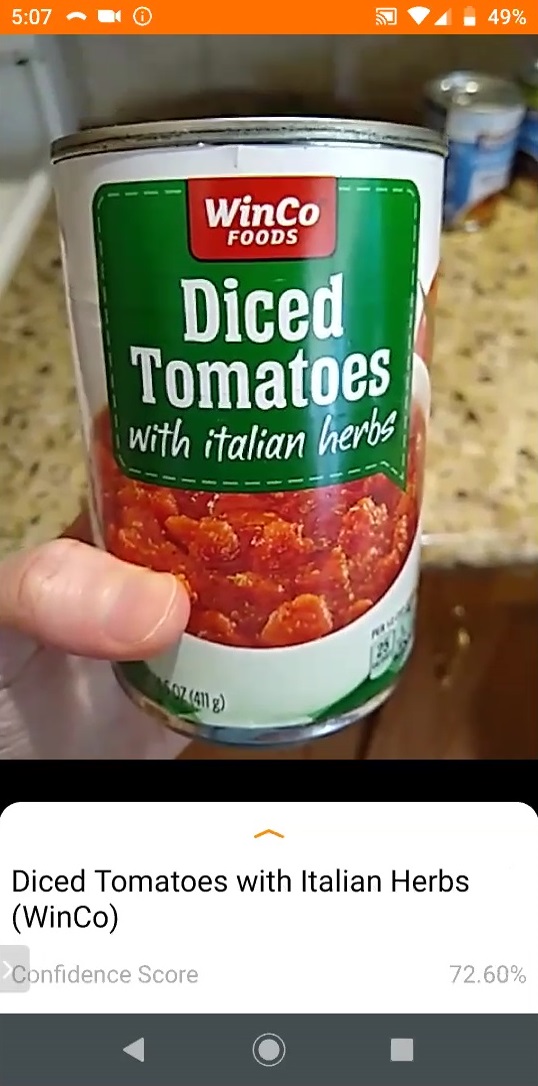 5:07
49%
WinCo
FOODS
Diced
Tomatoes
with italian herbs
OZ (411 g)
Diced Tomatoes with Italian Herbs
(WinCo)
Confidence Score
72.60%